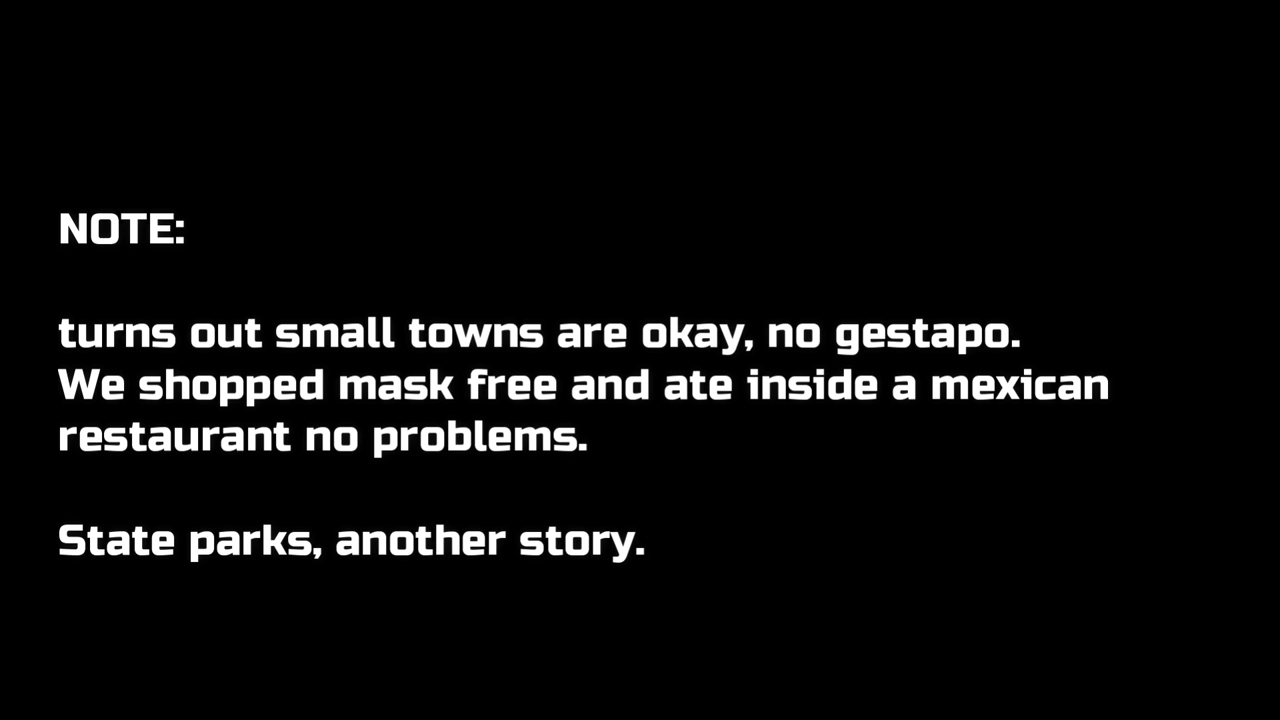 NOTE:
turns out small towns are okay, no gestapo.
We shopped mask free and ate inside a mexican
restaurant no problems.
State parks, another story.